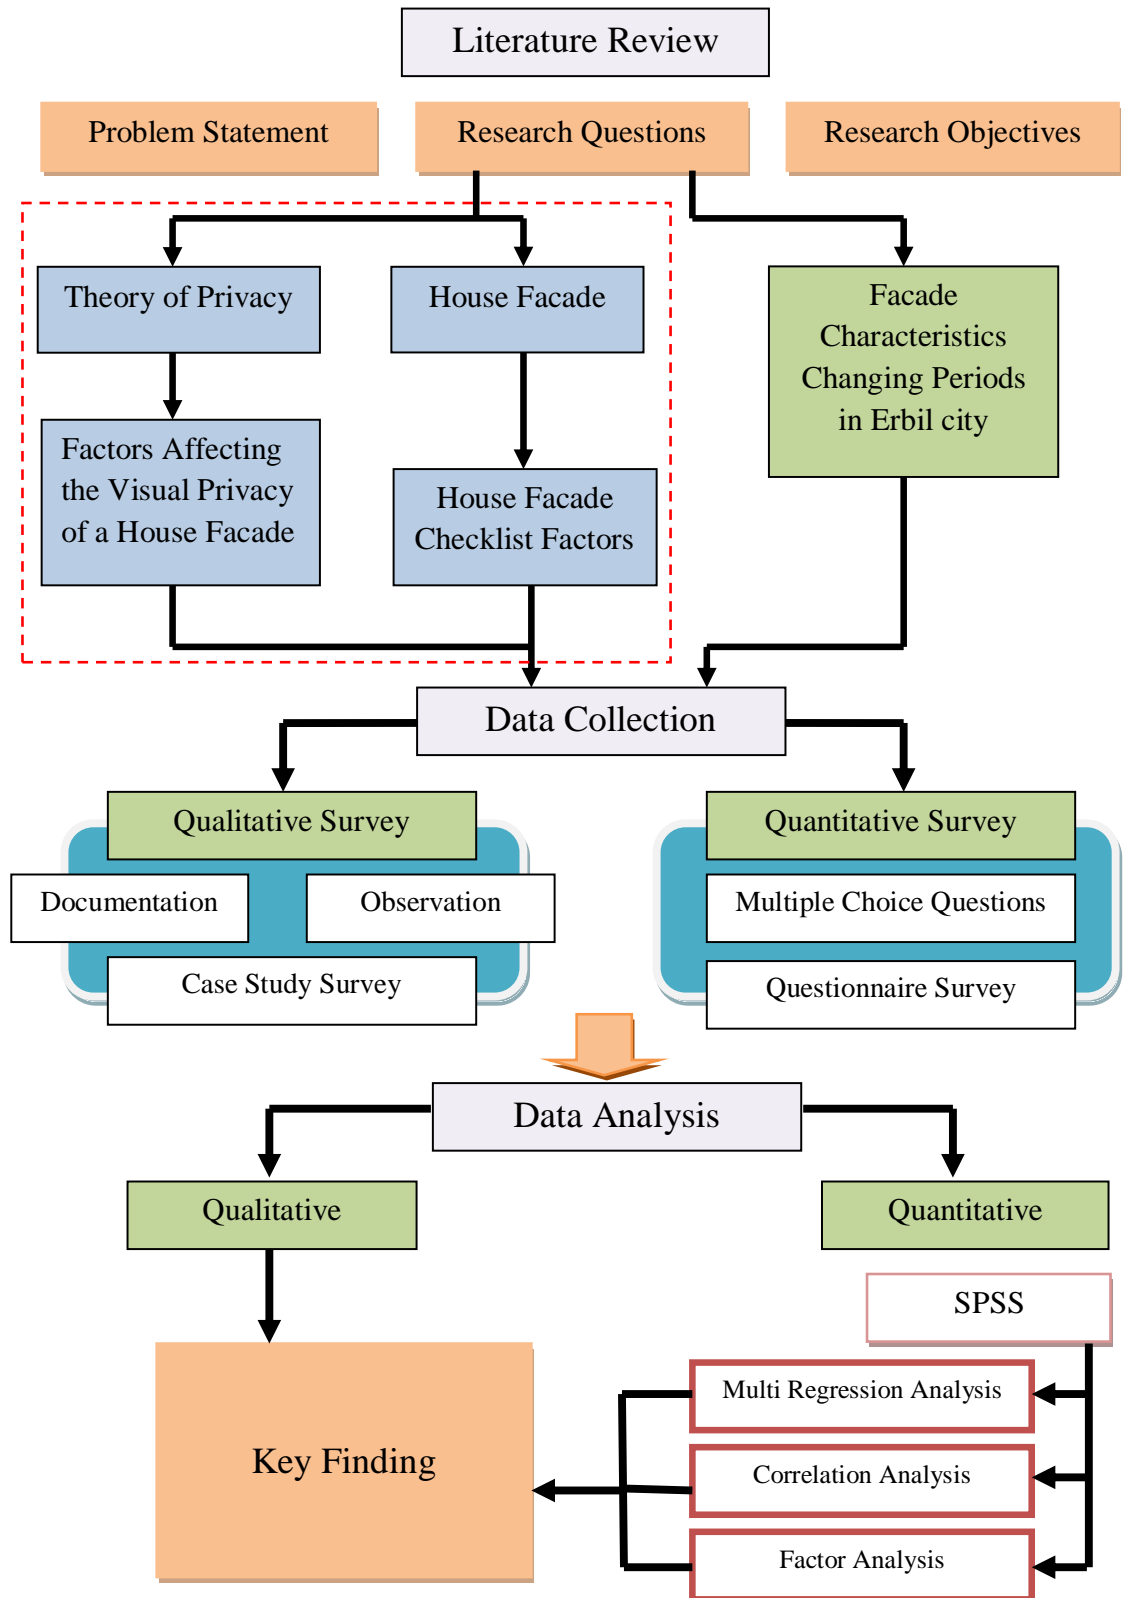 Literature Review
Problem Statement
Research Questions
Research Objectives
Theory of Privacy
House Facade
Facade
Characteristics
Changing Periods
in Erbil city
Factors Affecting
the Visual Privacy
of a House Facade
House Facade
Checklist Factors
Data Collection
Qualitative Survey
Quantitative Survey
Documentation
Observation
Multiple Choice Questions
Case Study Survey
Questionnaire Survey
Data Analysis
Qualitative
Quantitative
SPSS
Multi Regression Analysis
Key Finding
Correlation Analysis
Factor Analysis